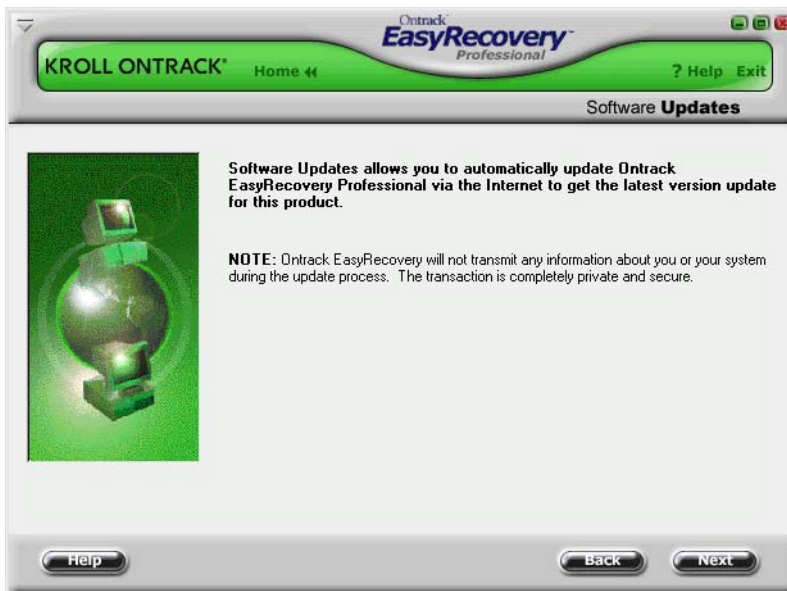 Ontrack
EasyRecovery
Professional
KROLL ONTRACK®
Home
? Help Exit
Software Updates
Software Updates allows you to automatically update Ontrack
EasyRecovery Professional via the Internet to get the latest version update
for this product.
NOTE: Ontrack EasyRecovery will not transmit any information about you or your system
during the update process. The transaction is completely private and secure.
Help
Back
Next